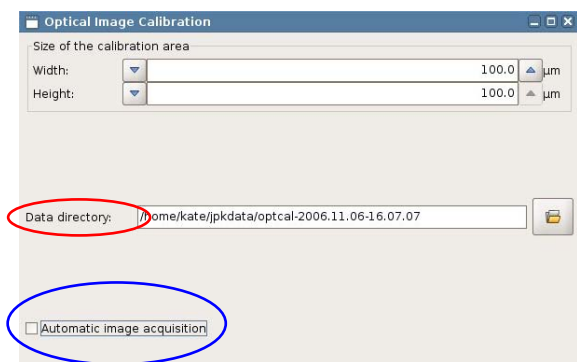 Optical Image Calibration
Size of the calibration area
Width: 100.0 µm
Height: 100.0 µm
Data directory: /home/kate/jpkdata/optcal-2006.11.06-16.07.07
Automatic image acquisition